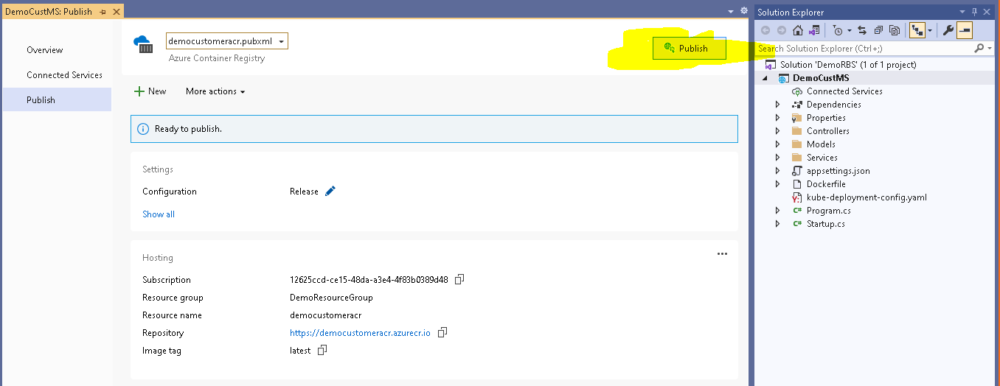 DemoCustMS: Publish
Overview
Connected Services
Publish
democustomeracr.pubxml
Azure Container Registry
Publish
New
More actions
Ready to publish.
Settings
Configuration Release
Show all
Hosting
Subscription 12625ccd-ce15-48da-a3e4-4f83b0389d48
Resource group DemoResourceGroup
Resource name democustomeracr
Repository https://democustomeracr.azurecr.io
Image tag latest
Solution Explorer
Search Solution Explorer (Ctrl+;)
Solution 'DemoRBS' (1 of 1 project)
DemoCustMS
Connected Services
Dependencies
Properties
Controllers
Models
Services
appsettings.json
Dockerfile
kube-deployment-config.yaml
C# Program.cs
C# Startup.cs